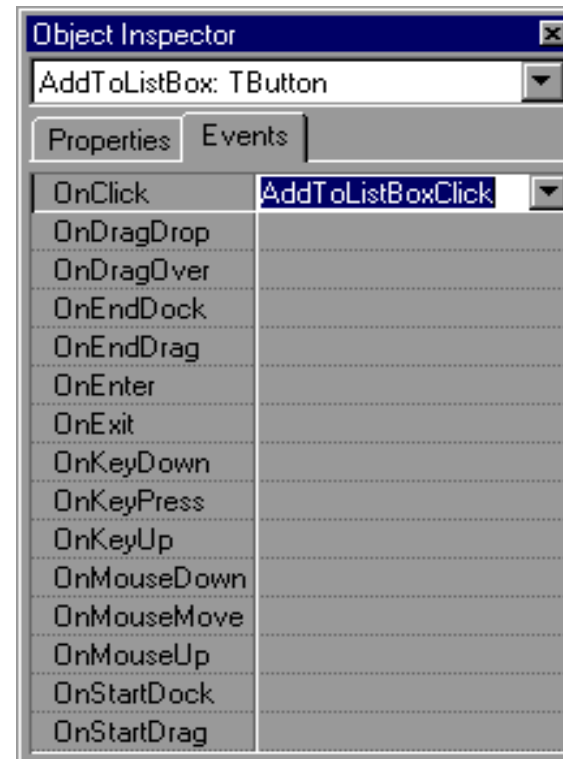 Object Inspector
AddToListBox: TButton
Properties Events
OnClick AddToListBoxClick
OnDragDrop
OnDragOver
OnEndDock
OnEndDrag
OnEnter
OnExit
OnKeyDown
OnKeyPress
OnKeyUp
OnMouseDown
OnMouseMove
OnMouseUp
OnStartDock
OnStartDrag